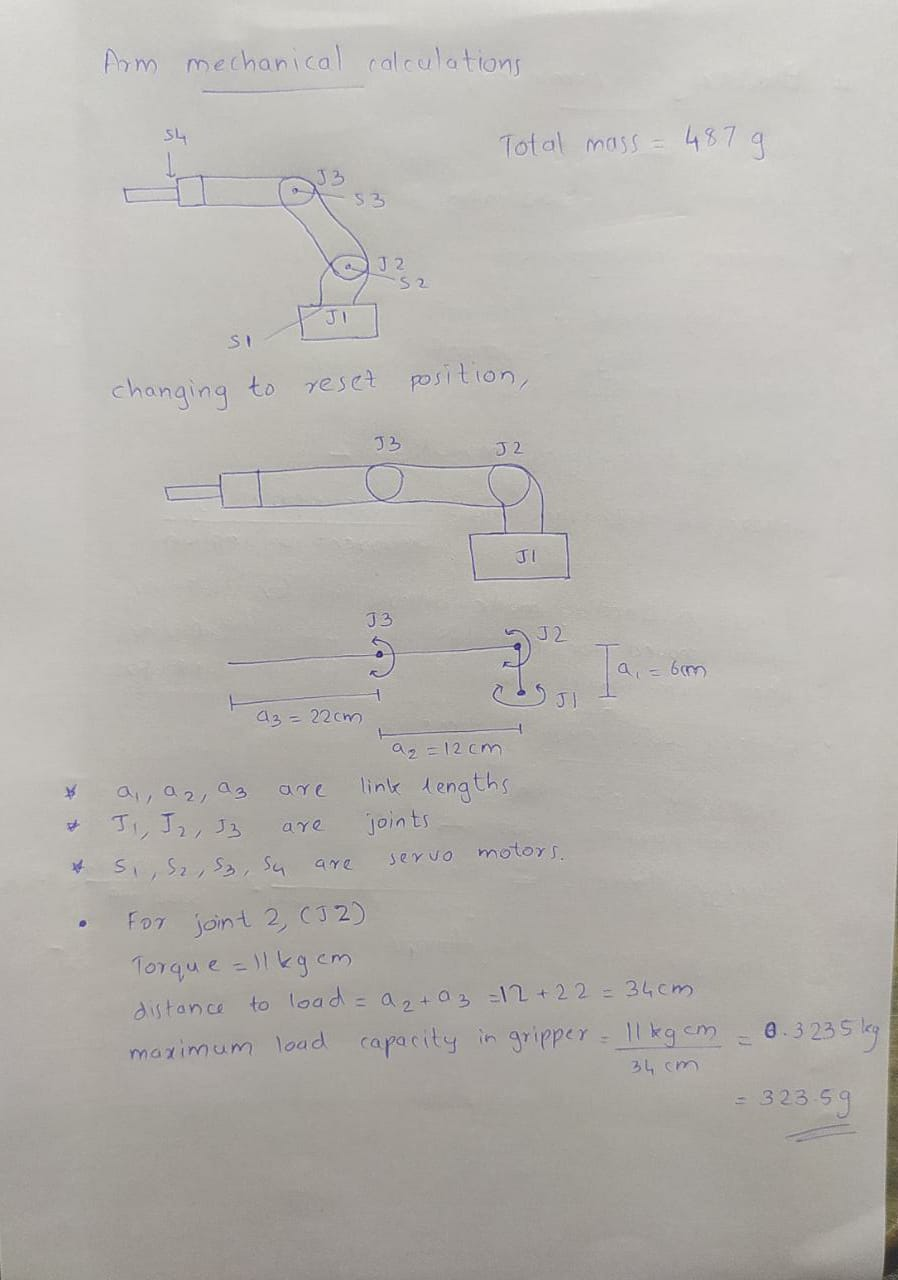 Arm mechanical calculations
Total mass = 487 g
S4
J3
S3
J2
S2
J1
S1
changing to reset position,
J3
J2
J1
J3
J2
a₁ = 6cm
J1
a₃ = 22cm
a₂ = 12 cm
* a₁, a₂, a₃ are link lengths
* J₁, J₂, J₃ are joints
* S₁, S₂, S₃, S₄ are servo motors.
• For joint 2, (J2)
Torque = 11 kg cm
distance to load = a₂ + a₃ = 12 + 22 = 34cm
maximum load capacity in gripper = 11 kg cm / 34 cm = 0.3235 kg
= 323.5g